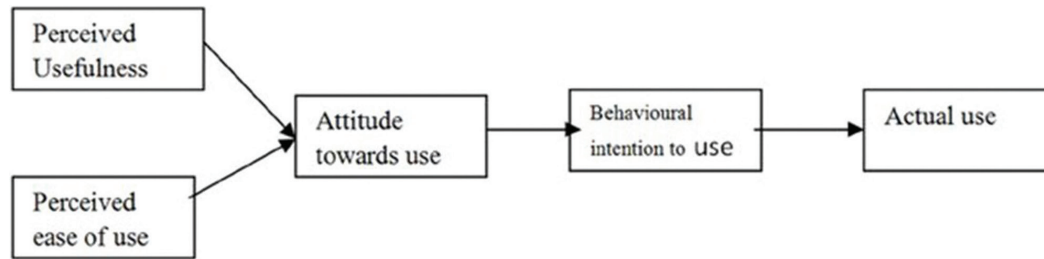 Perceived
Usefulness
Perceived
ease of use
Attitude
towards use
Behavioural
intention to use
Actual use